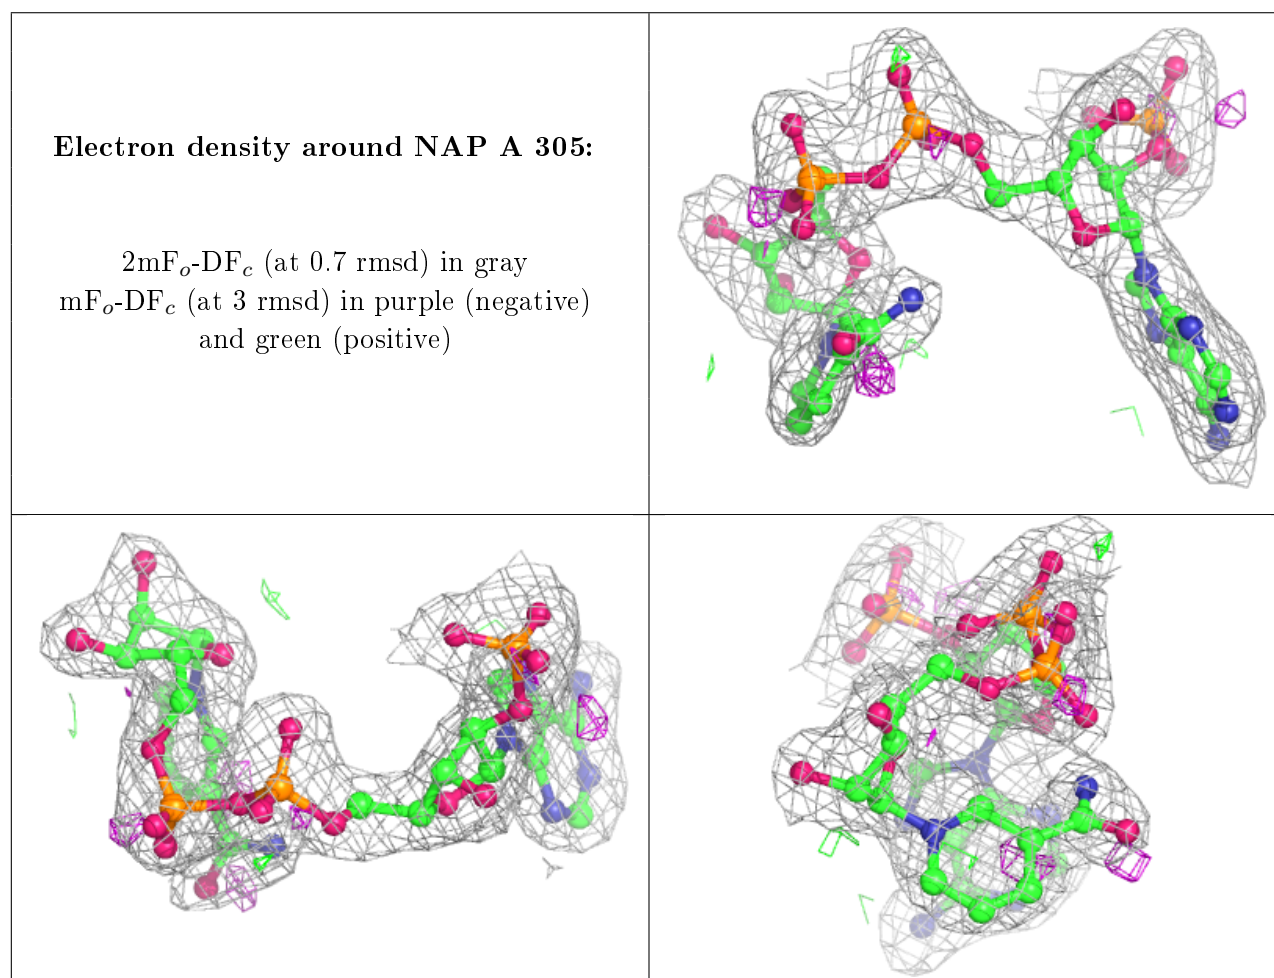 Electron density around NAP A 305:
2mFₒ-DF𝒸 (at 0.7 rmsd) in gray
mFₒ-DF𝒸 (at 3 rmsd) in purple (negative)
and green (positive)